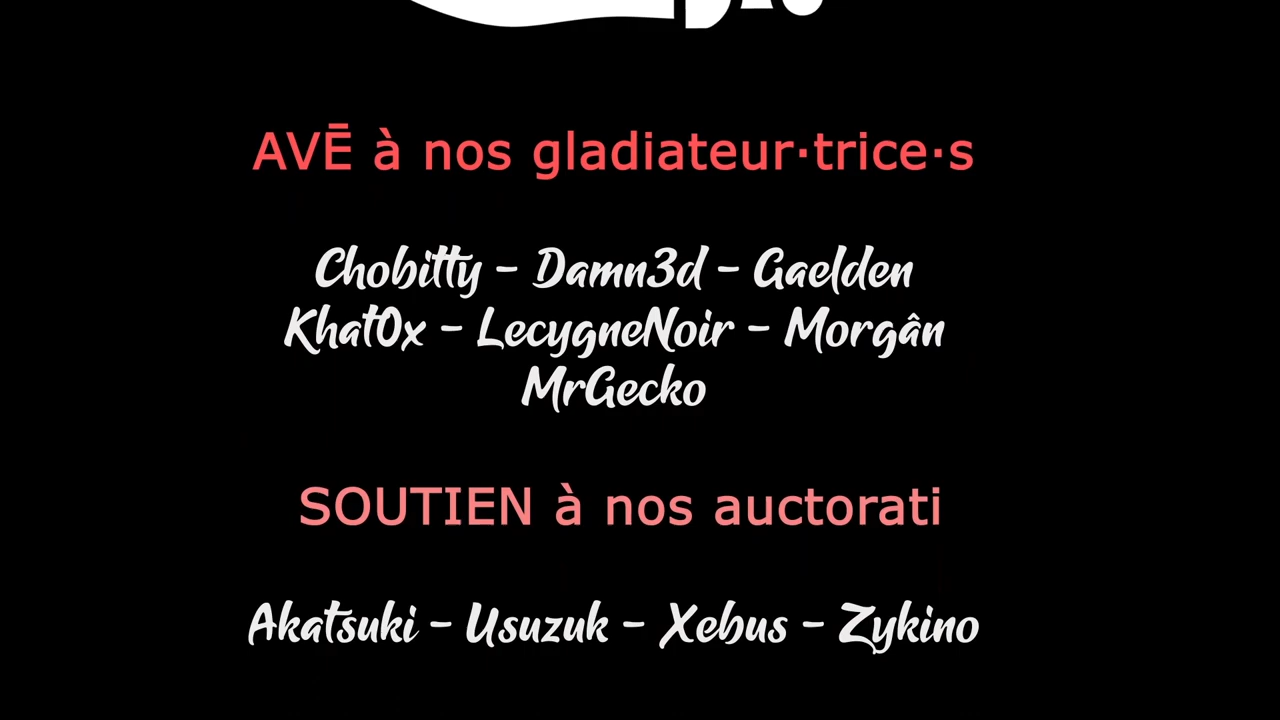 AVĒ à nos gladiateur·trice·s
Chobitty - Damn3d - Gaelden
Khat0x - LecygneNoir - Morgân
MrGecko
SOUTIEN à nos auctorati
Akatsuki - Usuzuk - Xebus - Zykino